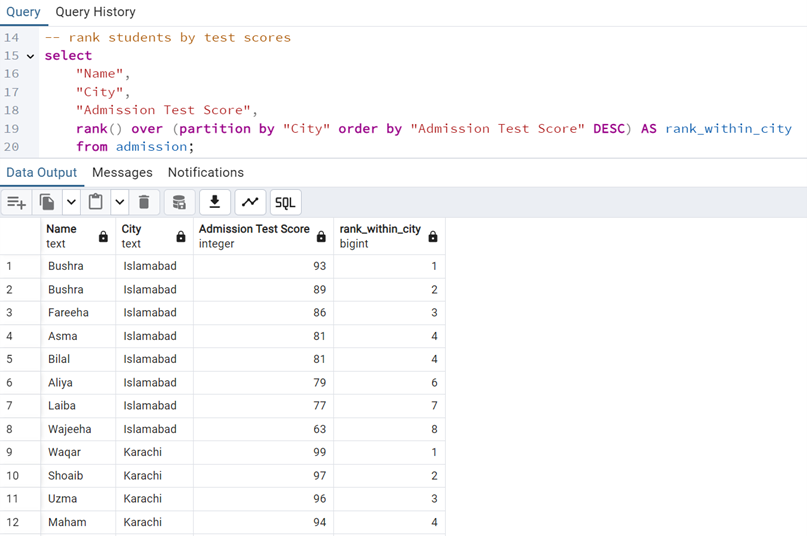 Query Query History
14 -- rank students by test scores
15 select
16 "Name",
17 "City",
18 "Admission Test Score",
19 rank() over (partition by "City" order by "Admission Test Score" DESC) AS rank_within_city
20 from admission;
Data Output Messages Notifications
SQL
Name City Admission Test Score rank_within_city
text text integer bigint
1 Bushra Islamabad 93 1
2 Bushra Islamabad 89 2
3 Fareeha Islamabad 86 3
4 Asma Islamabad 81 4
5 Bilal Islamabad 81 4
6 Aliya Islamabad 79 6
7 Laiba Islamabad 77 7
8 Wajeeha Islamabad 63 8
9 Waqar Karachi 99 1
10 Shoaib Karachi 97 2
11 Uzma Karachi 96 3
12 Maham Karachi 94 4